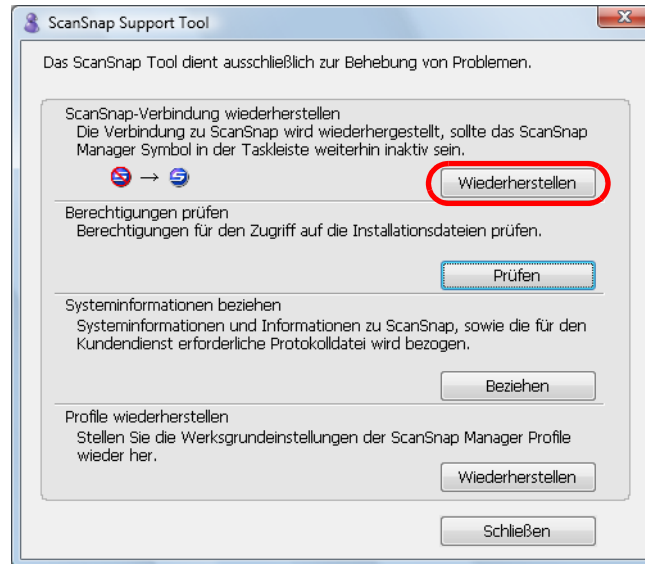 ScanSnap Support Tool
Das ScanSnap Tool dient ausschließlich zur Behebung von Problemen.
ScanSnap-Verbindung wiederherstellen
Die Verbindung zu ScanSnap wird wiederhergestellt, sollte das ScanSnap
Manager Symbol in der Taskleiste weiterhin inaktiv sein.
Wiederherstellen
Berechtigungen prüfen
Berechtigungen für den Zugriff auf die Installationsdateien prüfen.
Prüfen
Systeminformationen beziehen
Systeminformationen und Informationen zu ScanSnap, sowie die für den
Kundendienst erforderliche Protokolldatei wird bezogen.
Beziehen
Profile wiederherstellen
Stellen Sie die Werksgrundeinstellungen der ScanSnap Manager Profile
wieder her.
Wiederherstellen
Schließen